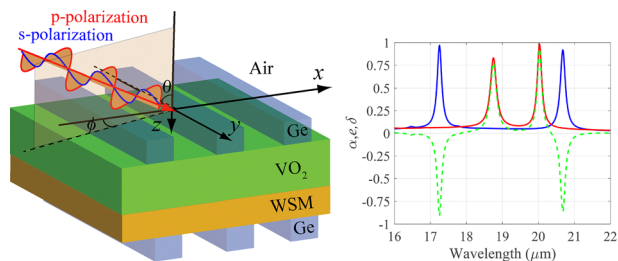 p-polarization
s-polarization
Air
x
θ
ϕ
z
y
Ge
VO₂
WSM
Ge
α,e,δ
1
0.75
0.5
0.25
0
-0.25
-0.5
-0.75
-1
16 17 18 19 20 21 22
Wavelength (μm)